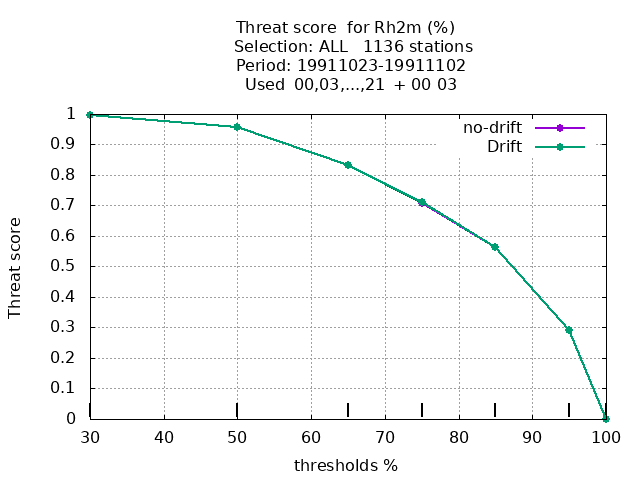 Threat score  for Rh2m (%)
Selection: ALL   1136 stations
Period: 19911023-19911102
Used  00,03,...,21  + 00 03
no-drift
Drift
Threat score
1
0.9
0.8
0.7
0.6
0.5
0.4
0.3
0.2
0.1
0
30 40 50 60 70 80 90 100
thresholds %